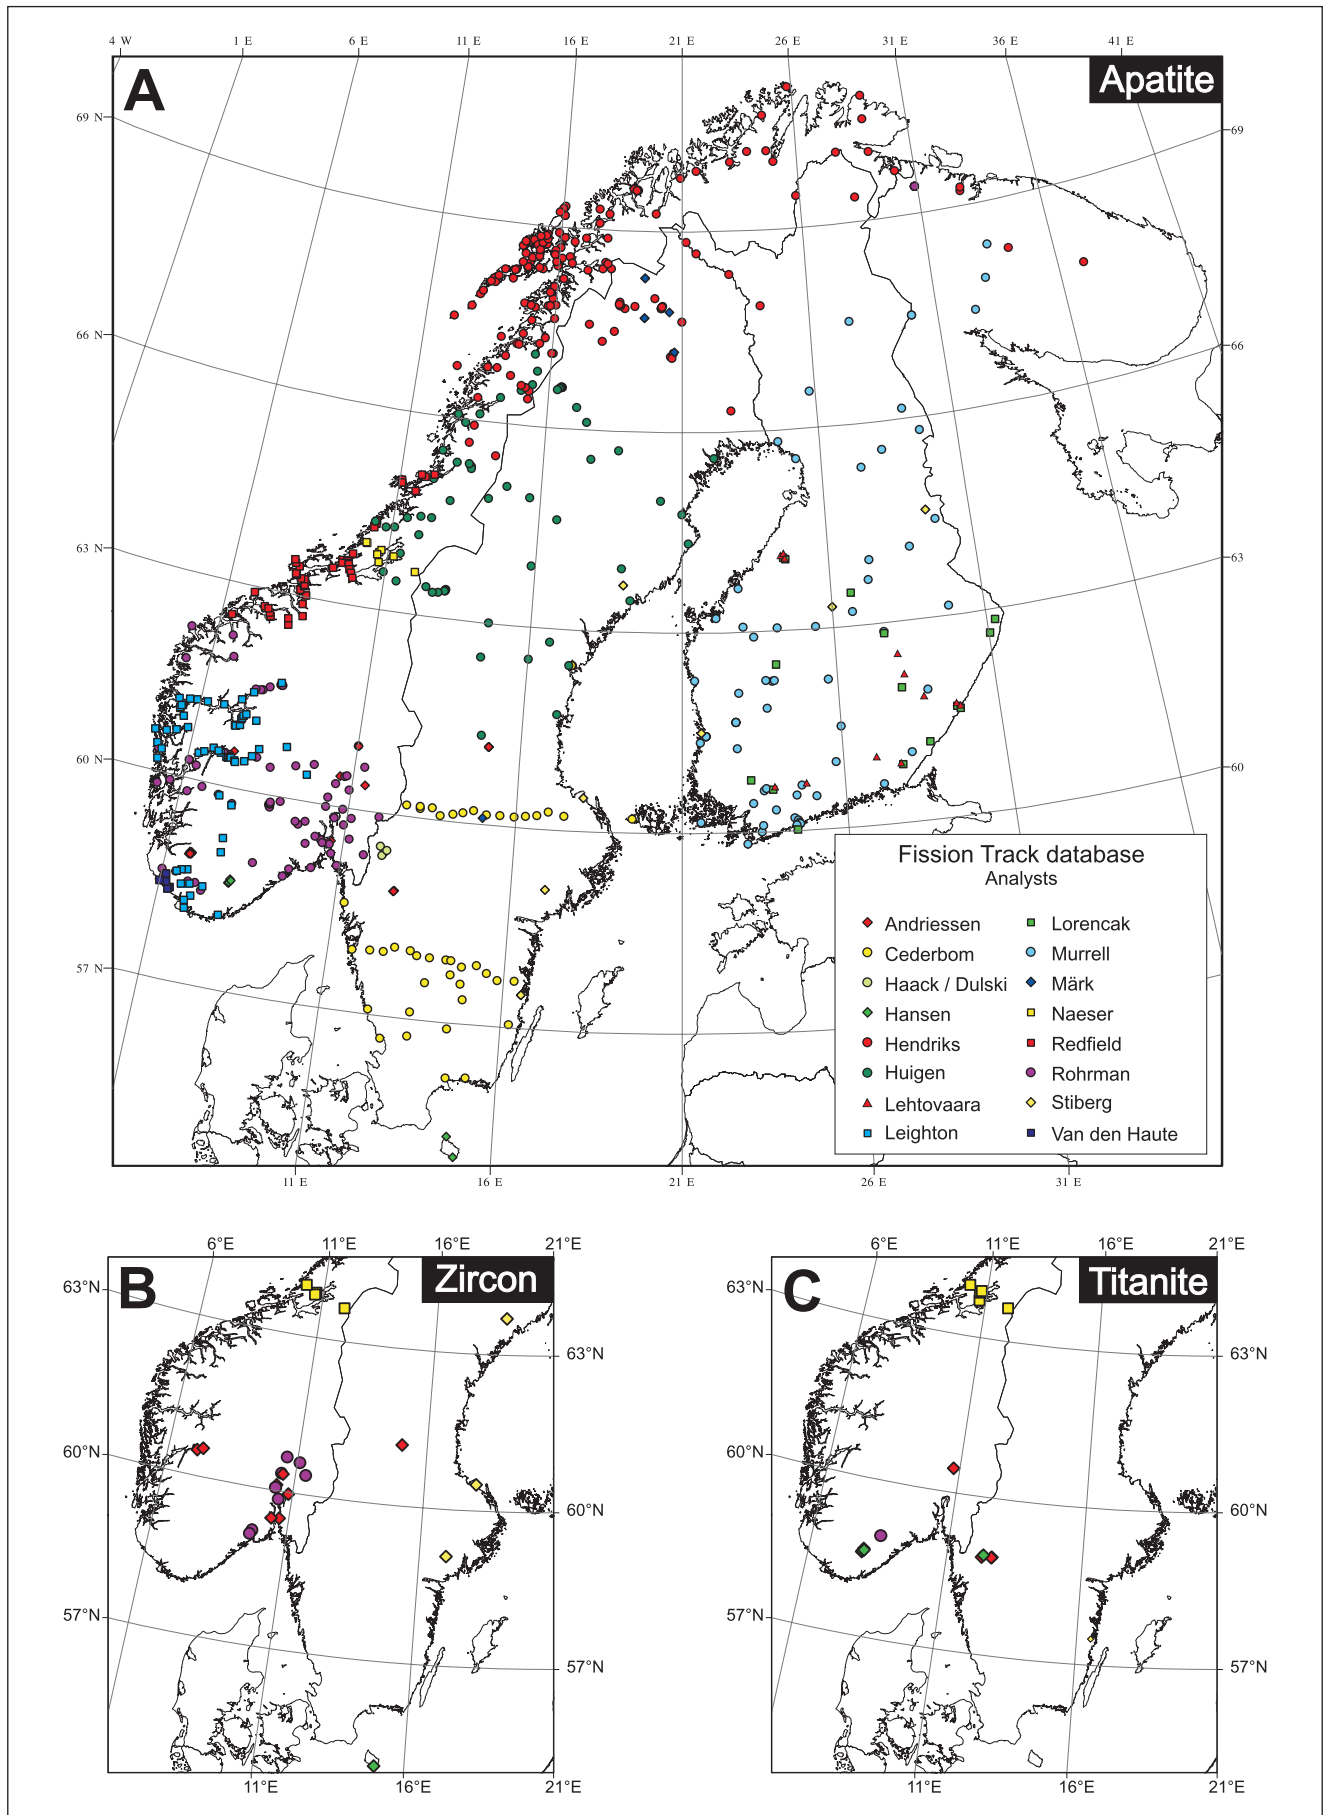 4 W 1 E 6 E 11 E 16 E 21 E 26 E 31 E 36 E 41 E
A
Apatite
69 N
69
66 N
66
63 N
63
60 N
60
57 N
Fission Track database
Analysts
Andriessen
Cederbom
Haack / Dulski
Hansen
Hendriks
Huigen
Lehtovaara
Leighton
Lorencak
Murrell
Märk
Naeser
Redfield
Rohrman
Stiberg
Van den Haute
11 E 16 E 21 E 26 E 31 E
6°E 11°E 16°E 21°E
B
Zircon
63°N
63°N
60°N
60°N
57°N
57°N
11°E 16°E 21°E
6°E 11°E 16°E 21°E
C
Titanite
63°N
63°N
60°N
60°N
57°N
57°N
11°E 16°E 21°E